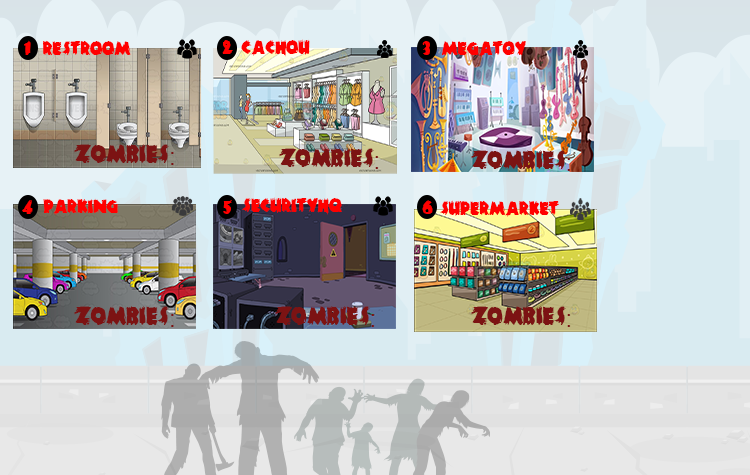 1 RESTROOM
2 CACHOU
3 MEGATOY
ZOMBIES:
ZOMBIES:
ZOMBIES:
4 PARKING
5 SECURITYHQ
6 SUPERMARKET
ZOMBIES:
ZOMBIES:
ZOMBIES: